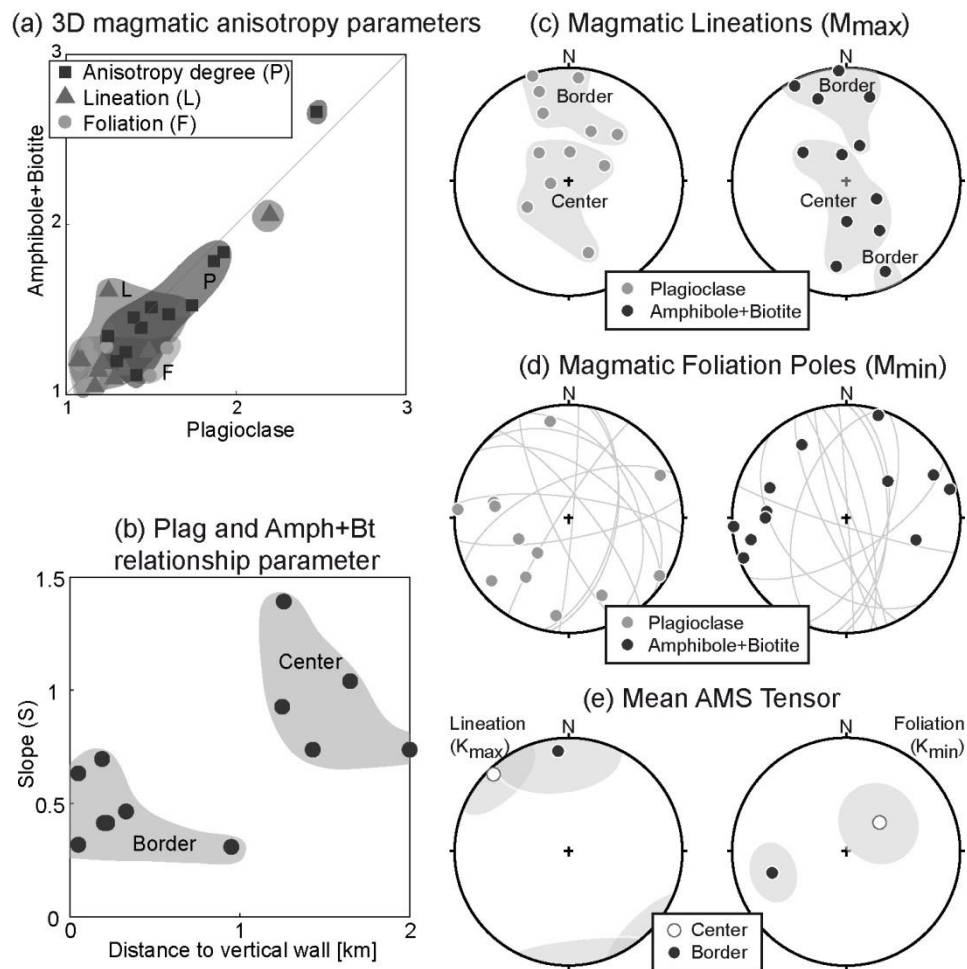 (a) 3D magmatic anisotropy parameters
3
Anisotropy degree (P)
Lineation (L)
Foliation (F)
2
P
L
F
1
1
2
3
Amphibole+Biotite
Plagioclase
(b) Plag and Amph+Bt
relationship parameter
1.5
Center
1
0.5
Border
0
0
1
2
Slope (S)
Distance to vertical wall [km]
(c) Magmatic Lineations (Mmax)
N
N
Border
Border
Center
Center
Border
Plagioclase
Amphibole+Biotite
(d) Magmatic Foliation Poles (Mmin)
N
N
Plagioclase
Amphibole+Biotite
(e) Mean AMS Tensor
Lineation
(Kmax)
N
N
Foliation
(Kmin)
Center
Border